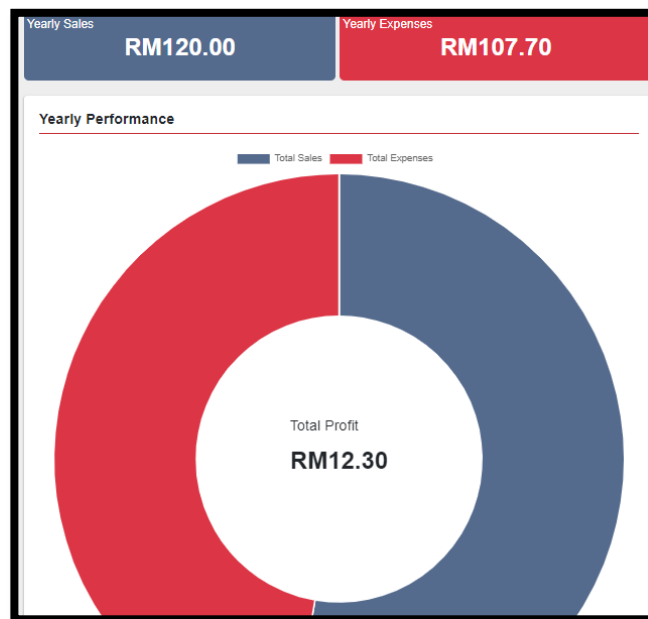 Yearly Sales
RM120.00
Yearly Expenses
RM107.70
Yearly Performance
Total Sales
Total Expenses
Total Profit
RM12.30